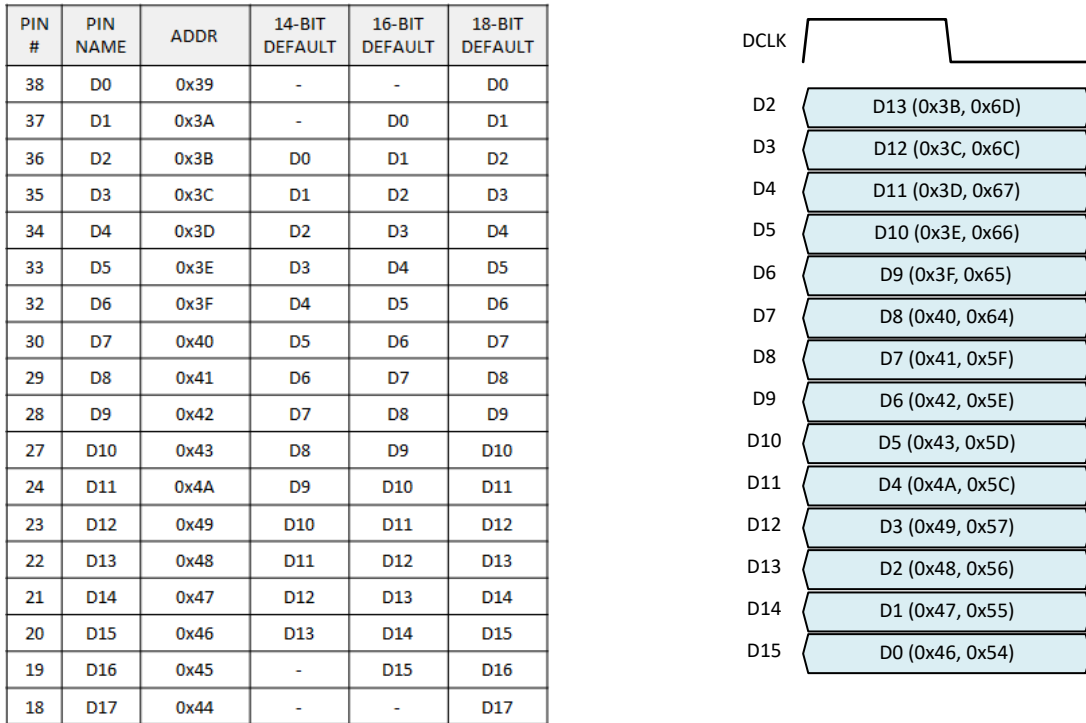 PIN # PIN NAME ADDR 14-BIT DEFAULT 16-BIT DEFAULT 18-BIT DEFAULT
38 D0 0x39 - - D0
37 D1 0x3A - D0 D1
36 D2 0x3B D0 D1 D2
35 D3 0x3C D1 D2 D3
34 D4 0x3D D2 D3 D4
33 D5 0x3E D3 D4 D5
32 D6 0x3F D4 D5 D6
30 D7 0x40 D5 D6 D7
29 D8 0x41 D6 D7 D8
28 D9 0x42 D7 D8 D9
27 D10 0x43 D8 D9 D10
24 D11 0x4A D9 D10 D11
23 D12 0x49 D10 D11 D12
22 D13 0x48 D11 D12 D13
21 D14 0x47 D12 D13 D14
20 D15 0x46 D13 D14 D15
19 D16 0x45 - D15 D16
18 D17 0x44 - - D17
DCLK
D2 D13 (0x3B, 0x6D)
D3 D12 (0x3C, 0x6C)
D4 D11 (0x3D, 0x67)
D5 D10 (0x3E, 0x66)
D6 D9 (0x3F, 0x65)
D7 D8 (0x40, 0x64)
D8 D7 (0x41, 0x5F)
D9 D6 (0x42, 0x5E)
D10 D5 (0x43, 0x5D)
D11 D4 (0x4A, 0x5C)
D12 D3 (0x49, 0x57)
D13 D2 (0x48, 0x56)
D14 D1 (0x47, 0x55)
D15 D0 (0x46, 0x54)